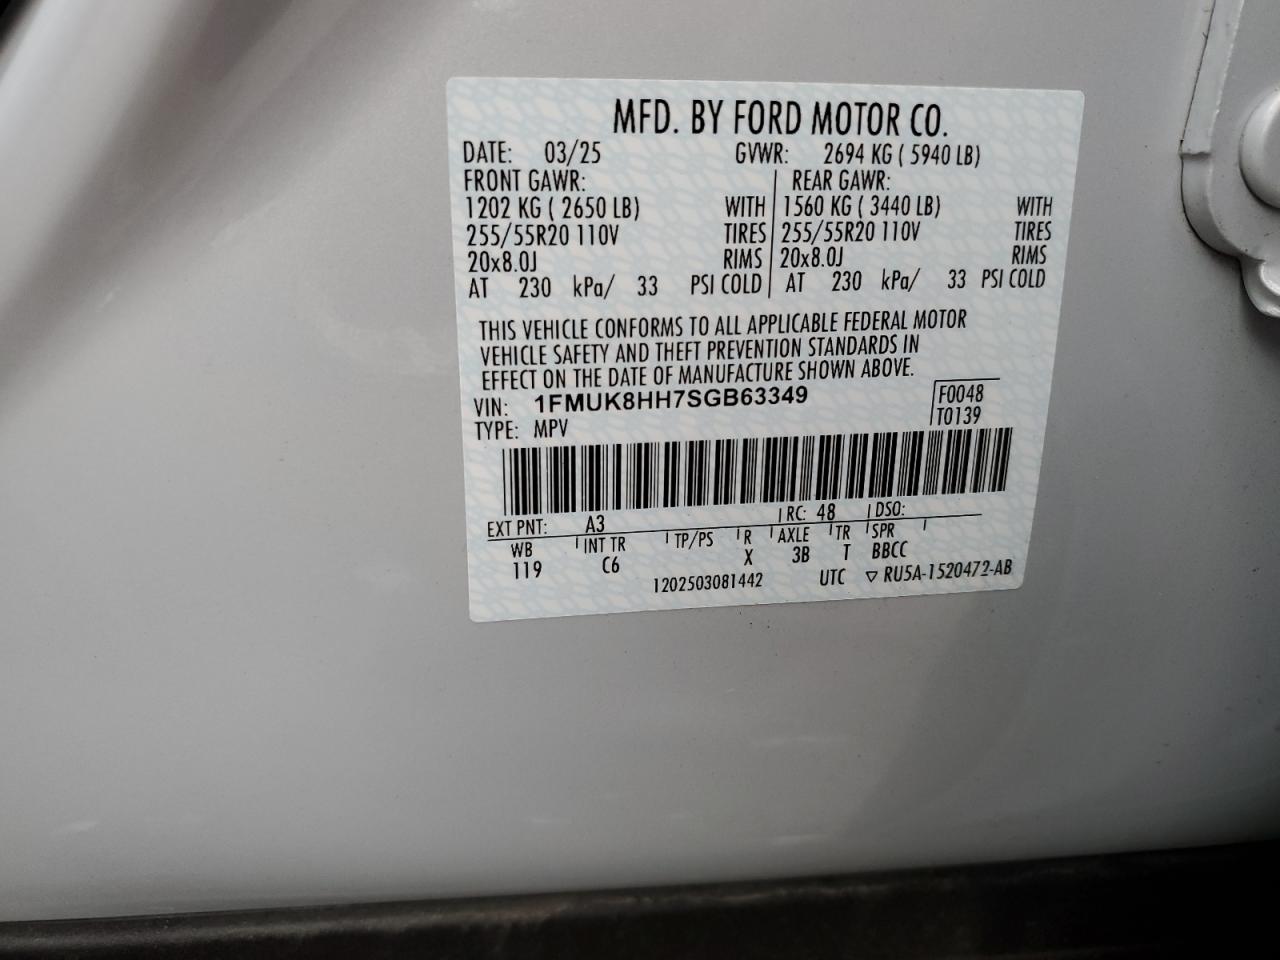 MFD. BY FORD MOTOR CO.
DATE: 03/25 GVWR: 2694 KG ( 5940 LB)
FRONT GAWR: REAR GAWR:
1202 KG ( 2650 LB) WITH 1560 KG ( 3440 LB) WITH
255/55R20 110V TIRES 255/55R20 110V TIRES
20x8.0J RIMS 20x8.0J RIMS
AT 230 kPa/ 33 PSI COLD AT 230 kPa/ 33 PSI COLD
THIS VEHICLE CONFORMS TO ALL APPLICABLE FEDERAL MOTOR
VEHICLE SAFETY AND THEFT PREVENTION STANDARDS IN
EFFECT ON THE DATE OF MANUFACTURE SHOWN ABOVE.
VIN: 1FMUK8HH7SGB63349 F0048
TYPE: MPV T0139
EXT PNT: A3 RC: 48 DSO:
WB INT TR TP/PS R AXLE TR SPR
119 C6 X 3B T BBCC
1202503081442 UTC ▽ RU5A-1520472-AB